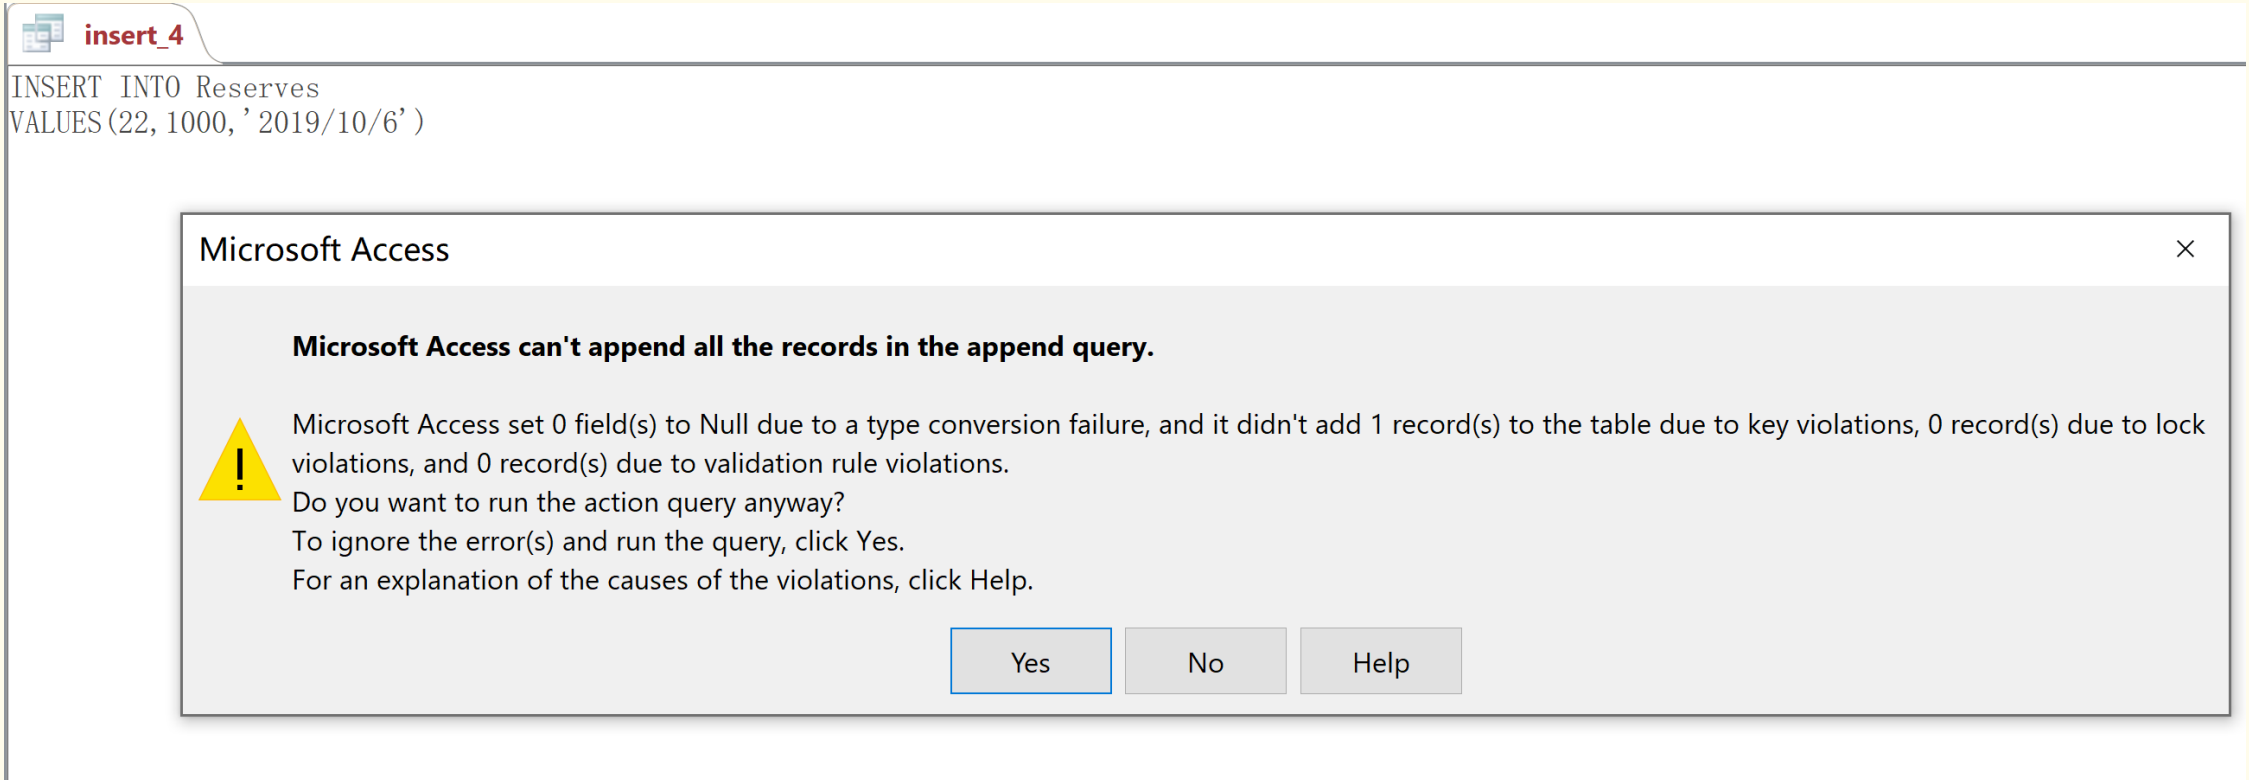 insert_4
INSERT INTO Reserves
VALUES(22,1000,'2019/10/6')
Microsoft Access
Microsoft Access can't append all the records in the append query.
Microsoft Access set 0 field(s) to Null due to a type conversion failure, and it didn't add 1 record(s) to the table due to key violations, 0 record(s) due to lock
violations, and 0 record(s) due to validation rule violations.
Do you want to run the action query anyway?
To ignore the error(s) and run the query, click Yes.
For an explanation of the causes of the violations, click Help.
Yes No Help